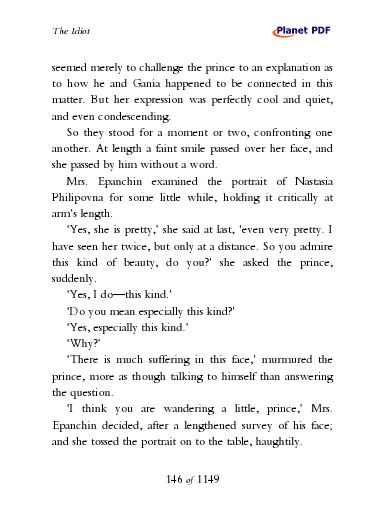 The Idiot
Planet PDF
seemed merely to challenge the prince to an explanation as
to how he and Gania happened to be connected in this
matter. But her expression was perfectly cool and quiet,
and even condescending.
So they stood for a moment or two, confronting one
another. At length a faint smile passed over her face, and
she passed by him without a word.
Mrs. Epanchin examined the portrait of Nastasia
Philipovna for some little while, holding it critically at
arm's length.
'Yes, she is pretty,' she said at last, 'even very pretty. I
have seen her twice, but only at a distance. So you admire
this kind of beauty, do you?' she asked the prince,
suddenly.
'Yes, I do—this kind.'
'Do you mean especially this kind?'
'Yes, especially this kind.'
'Why?'
'There is much suffering in this face,' murmured the
prince, more as though talking to himself than answering
the question.
'I think you are wandering a little, prince,' Mrs.
Epanchin decided, after a lengthened survey of his face;
and she tossed the portrait on to the table, haughtily.
146 of 1149